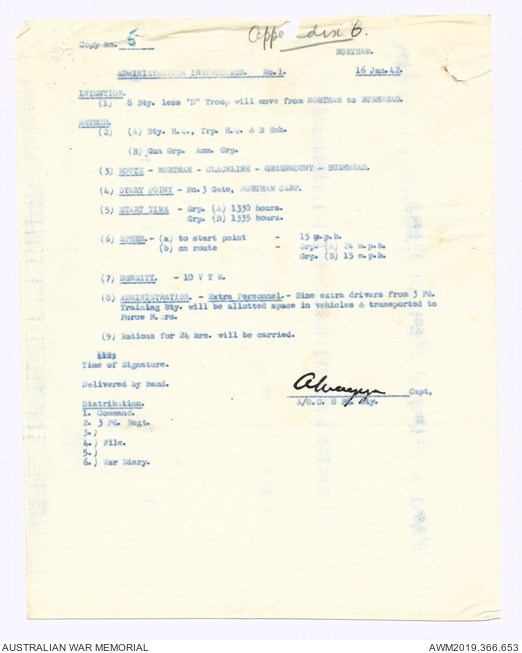 Copy No. 5
Appendix 6.
NORTHAM.
ADMINISTRATION INSTRUCTION. No.1. 16 Jan.42.
INTENTION.
(1) 8 Bty. less "D" Troop will move from NORTHAM to BUSHMEAD.
METHOD.
(2) (A) Bty. H.Q., Trp. H.Q. & B Ech.
(B) Gun Grp. Amm. Grp.
(3) ROUTE - NORTHAM - CLACKLINE - GREENMOUNT - BUSHMEAD.
(4) START POINT - No.3 Gate, NORTHAM CAMP.
(5) START TIME - Grp. (A) 1330 hours.
Grp. (B) 1335 hours.
(6) SPEED.- (a) to start point - 15 m.p.h.
(b) on route - Grp. (A) 24 m.p.h.
Grp. (B) 15 m.p.h.
(7) DENSITY. - 10 V T M.
(8) ADMINISTRATION. - Extra Personnel.- Nine extra drivers from 3 Fd.
Training Bty. will be allotted space in vehicles & transported to
Force H.Qrs.
(9) Rations for 24 hrs. will be carried.
Time of Signature.
Delivered by hand.
Capt,
A/O.C. 8 Fd. Bty.
Distribution.
1. Command.
2. 3 Fd. Regt.
3.)
4.) File.
5.)
6.) War Diary.
AUSTRALIAN WAR MEMORIAL
AWM2019.366.653